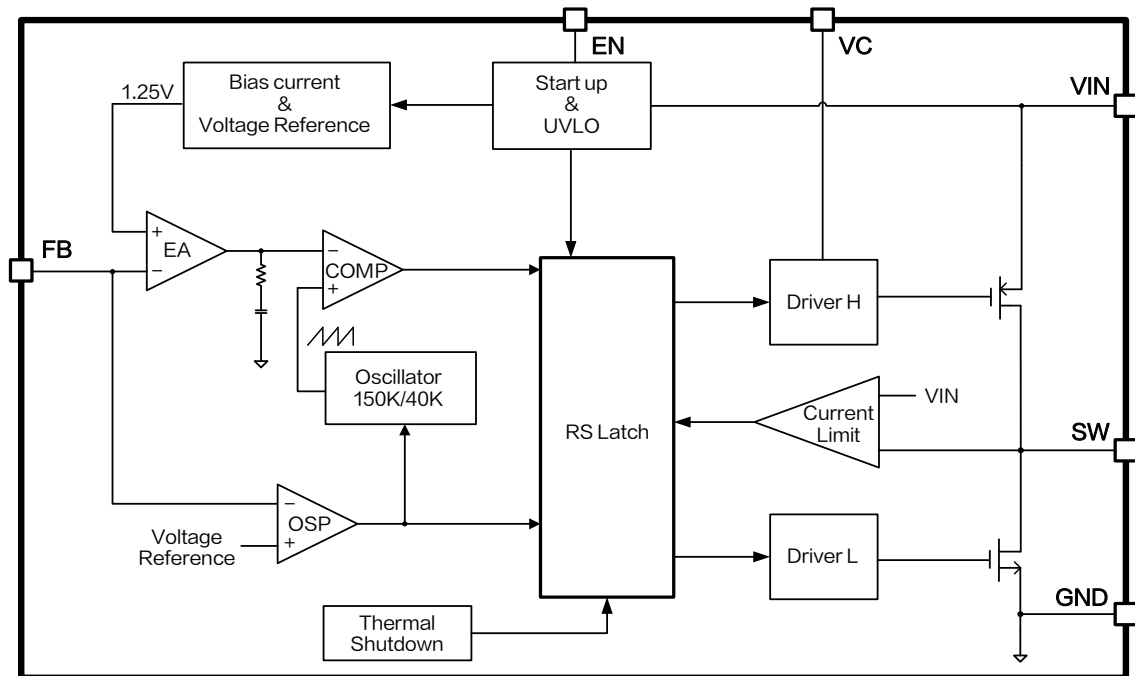 EN
VC
VIN
Bias current
&
Voltage Reference
1.25V
Start up
&
UVLO
FB
+
EA
−
−
COMP
+
Oscillator
150K/40K
RS Latch
Driver H
Current
Limit
VIN
SW
−
OSP
+
Voltage
Reference
Driver L
GND
Thermal
Shutdown